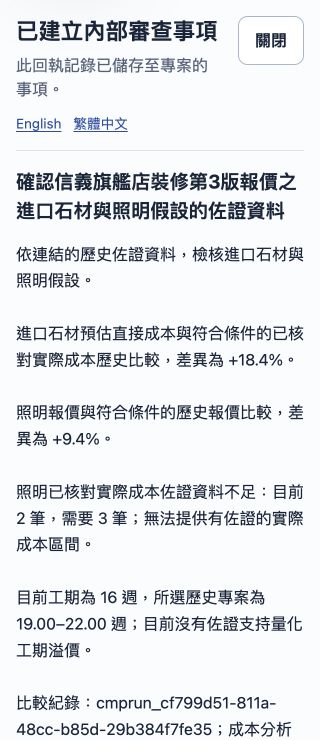 已建立內部審查事項
關閉
此回執記錄已儲存至專案的
事項。
English 繁體中文
確認信義旗艦店裝修第3版報價之
進口石材與照明假設的佐證資料
依連結的歷史佐證資料，檢核進口石材與
照明假設。
進口石材預估直接成本與符合條件的已核
對實際成本歷史比較，差異為 +18.4%。
照明報價與符合條件的歷史報價比較，差
異為 +9.4%。
照明已核對實際成本佐證資料不足：目前
2 筆，需要 3 筆；無法提供有佐證的實際
成本區間。
目前工期為 16 週，所選歷史專案為
19.00–22.00 週；目前沒有佐證支持量化
工期溢價。
比較紀錄：cmprun_cf799d51-811a-
48cc-b85d-29b384f7fe35；成本分析